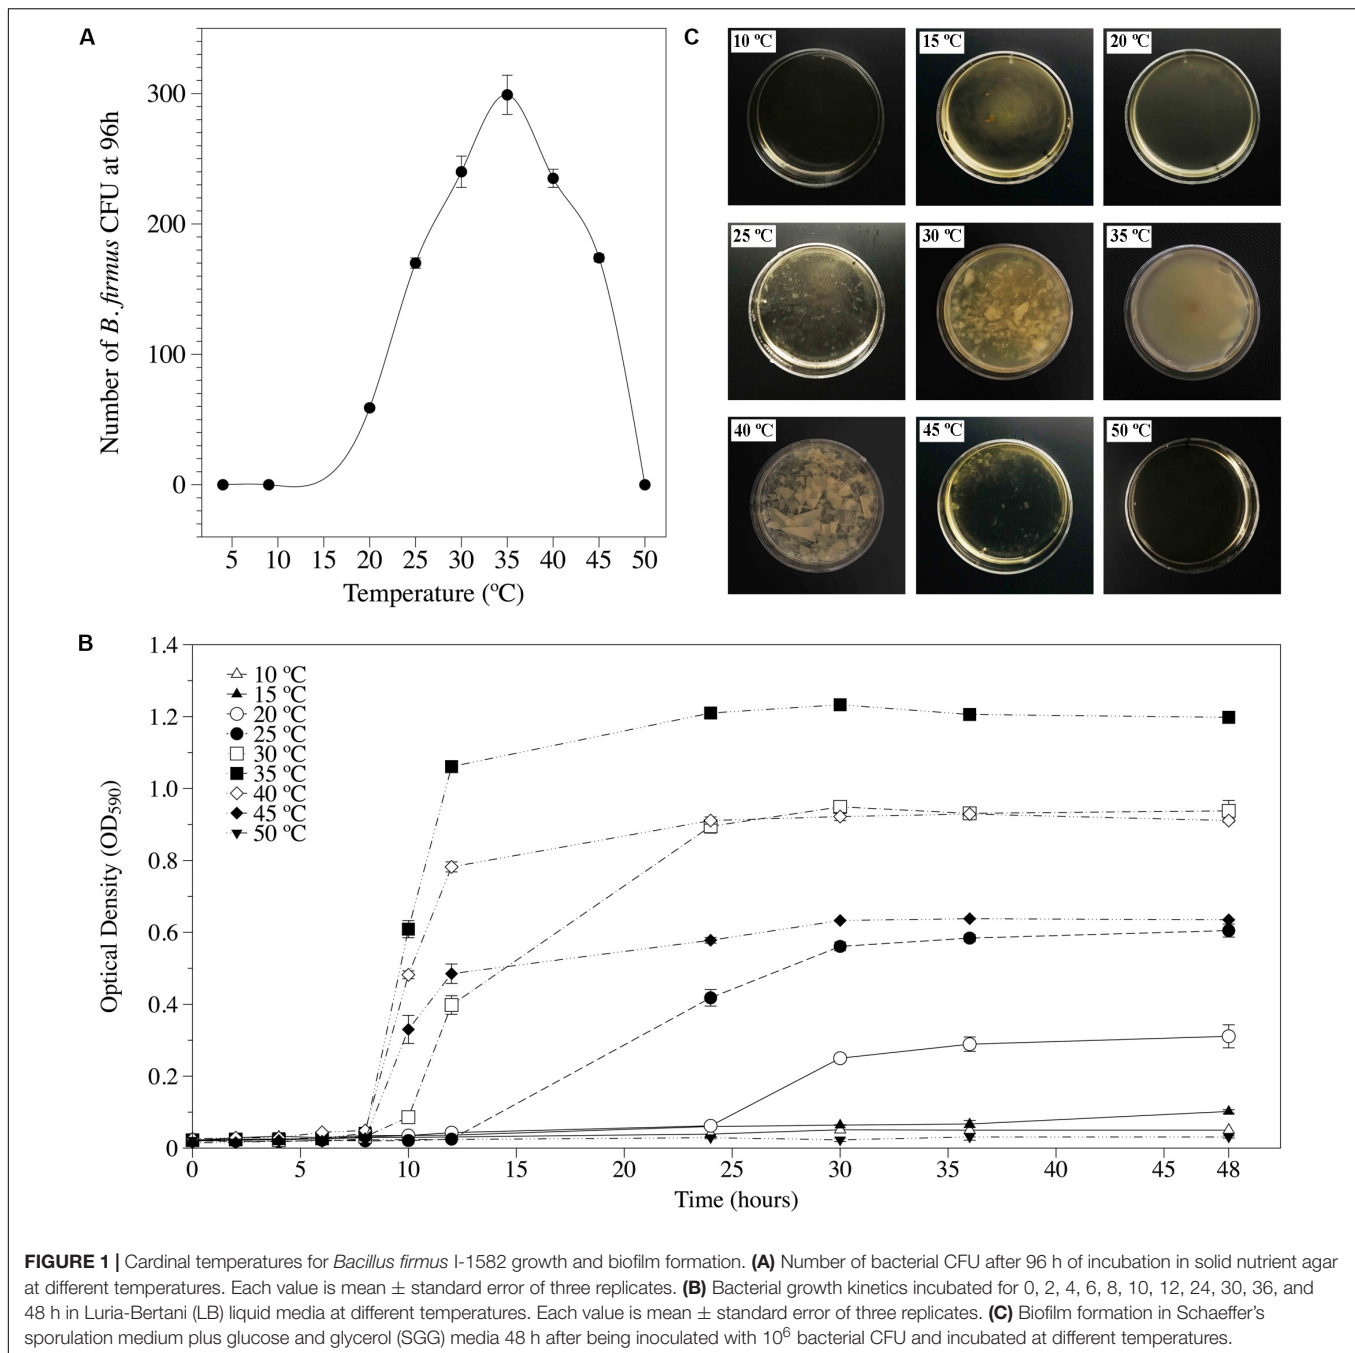 A
Number of B. firmus CFU at 96h
300
200
100
0
5 10 15 20 25 30 35 40 45 50
Temperature (ºC)
C
10 ºC 15 ºC 20 ºC
25 ºC 30 ºC 35 ºC
40 ºC 45 ºC 50 ºC
B
Optical Density (OD590)
1.4
1.2
1.0
0.8
0.6
0.4
0.2
0
10 ºC
15 ºC
20 ºC
25 ºC
30 ºC
35 ºC
40 ºC
45 ºC
50 ºC
0 5 10 15 20 25 30 35 40 45 48
Time (hours)
FIGURE 1 | Cardinal temperatures for Bacillus firmus I-1582 growth and biofilm formation. (A) Number of bacterial CFU after 96 h of incubation in solid nutrient agar
at different temperatures. Each value is mean ± standard error of three replicates. (B) Bacterial growth kinetics incubated for 0, 2, 4, 6, 8, 10, 12, 24, 30, 36, and
48 h in Luria-Bertani (LB) liquid media at different temperatures. Each value is mean ± standard error of three replicates. (C) Biofilm formation in Schaeffer's
sporulation medium plus glucose and glycerol (SGG) media 48 h after being inoculated with 10⁶ bacterial CFU and incubated at different temperatures.